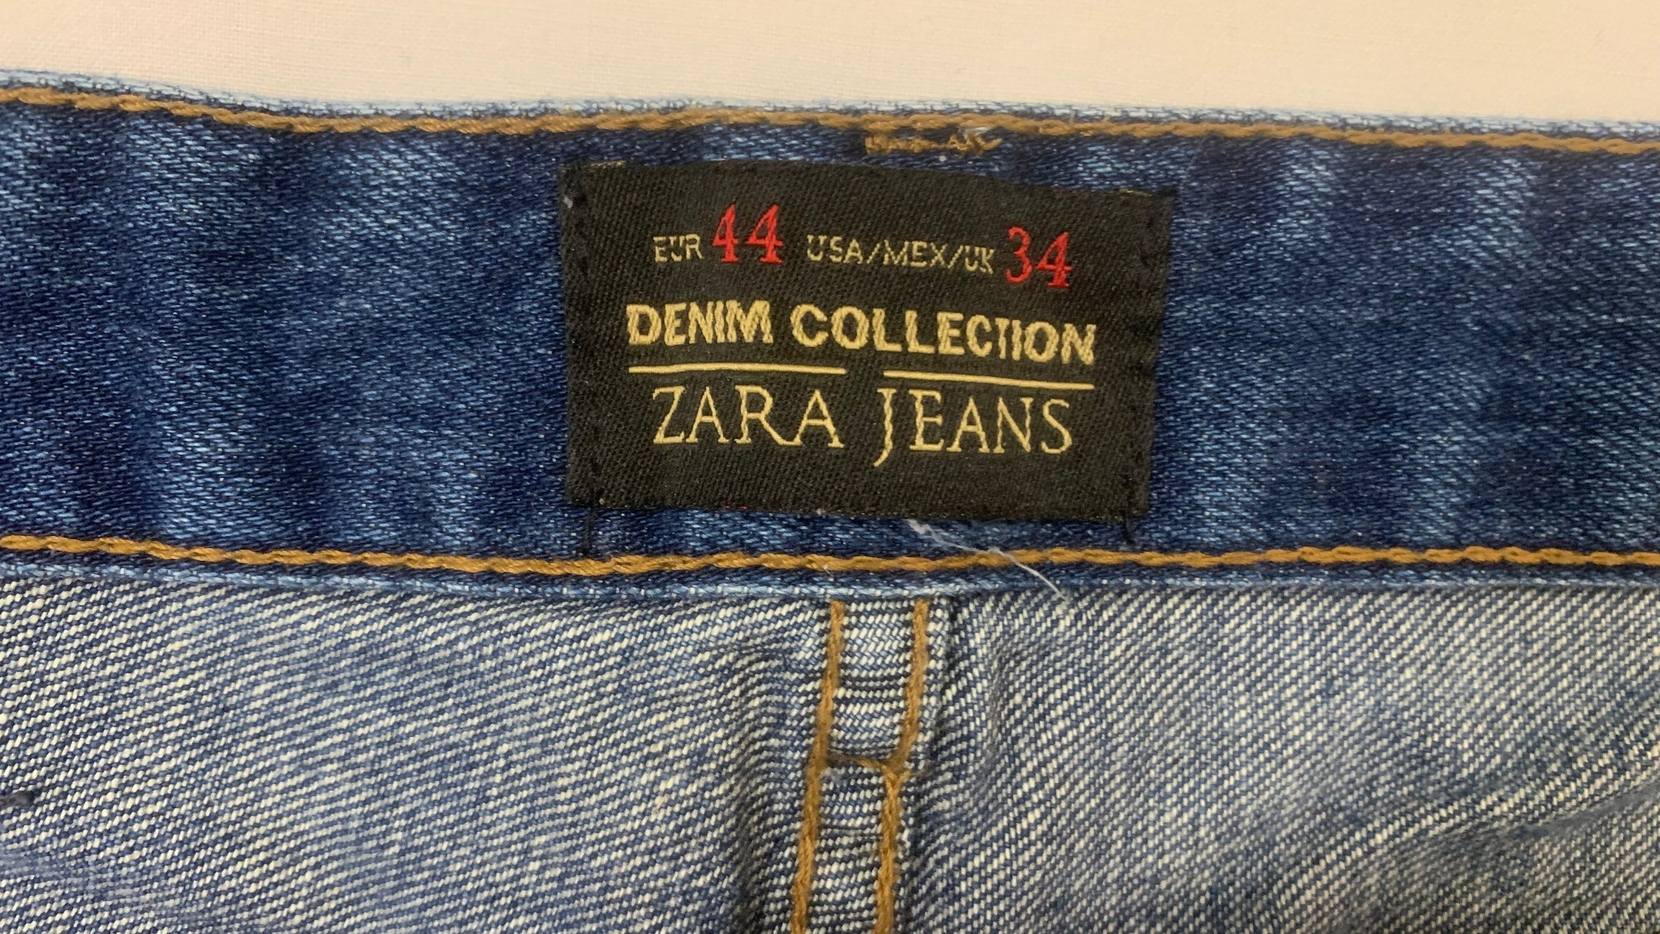 EUR 44 USA/MEX/UK 34
DENIM COLLECTION
ZARA JEANS